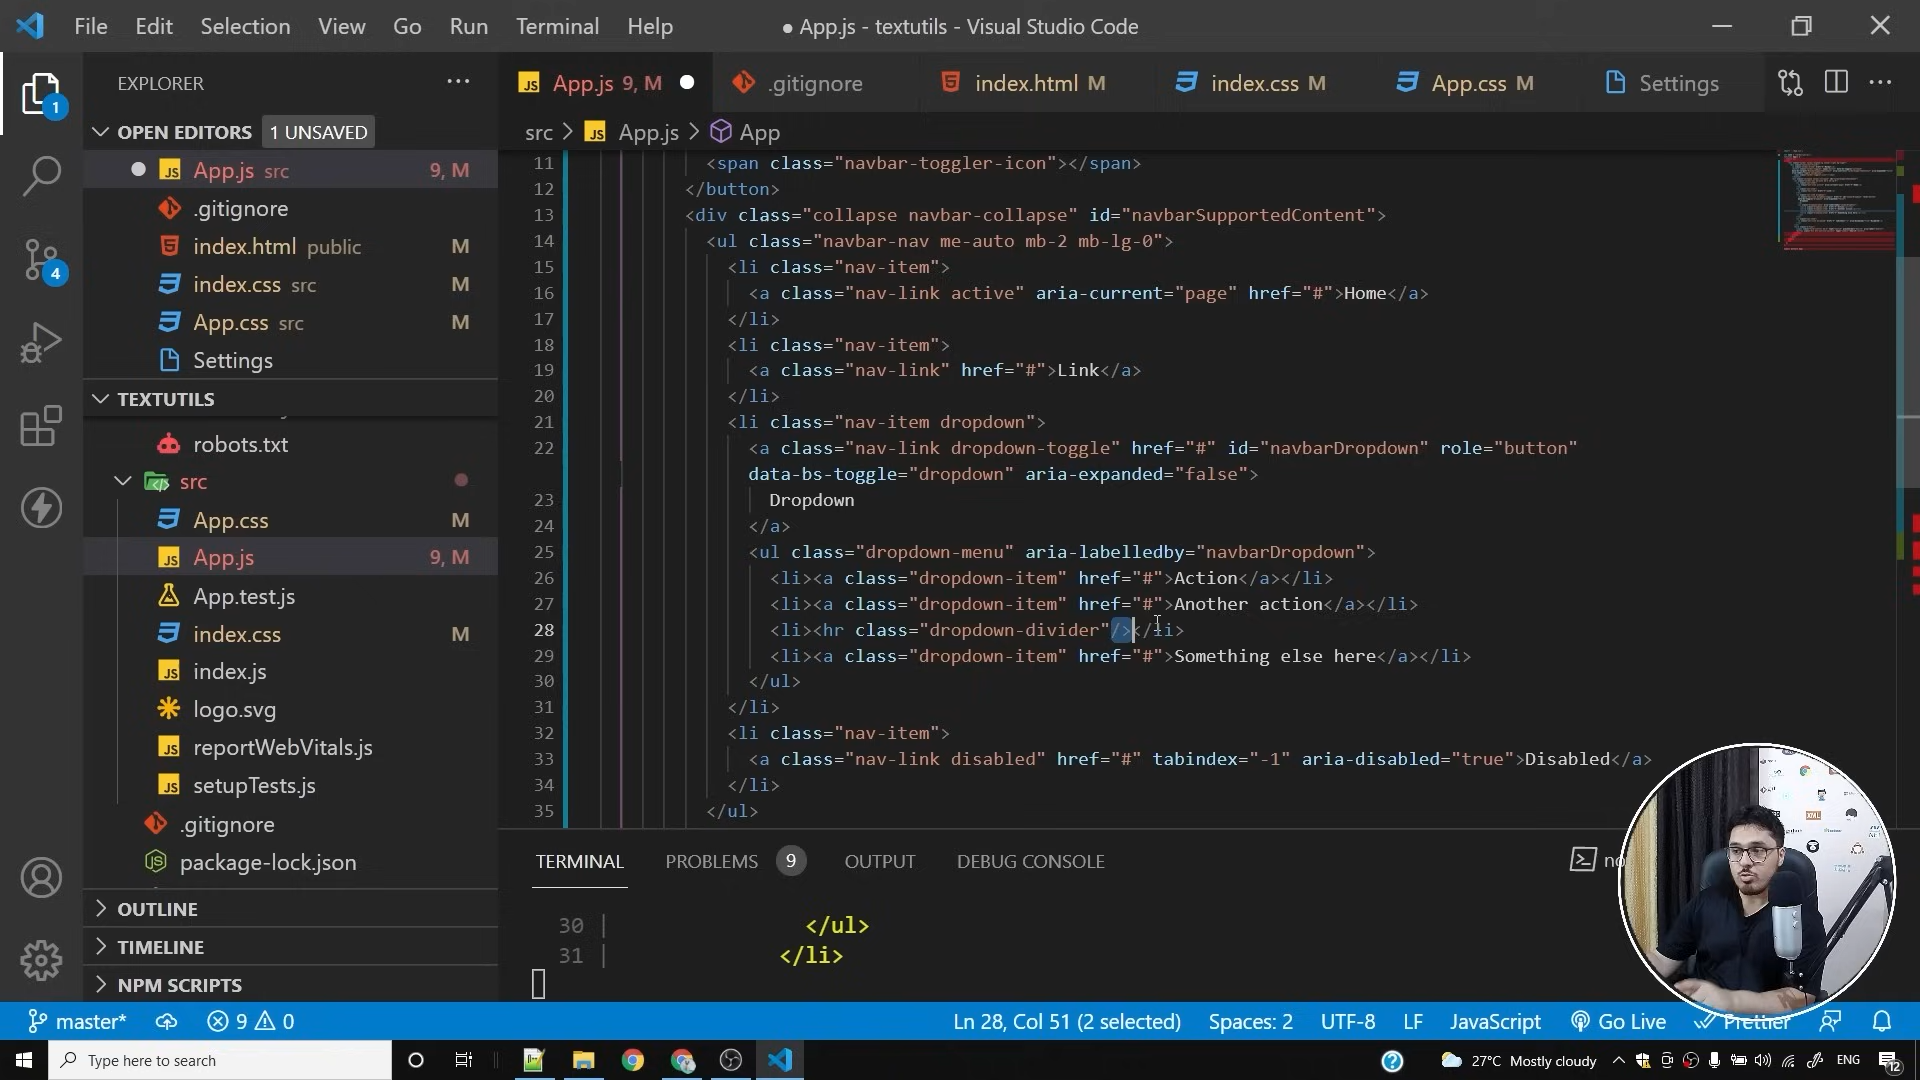 File Edit Selection View Go Run Terminal Help
● App.js - textutils - Visual Studio Code
EXPLORER
OPEN EDITORS 1 UNSAVED
App.js src 9, M
.gitignore
index.html public M
index.css src M
App.css src M
Settings
TEXTUTILS
robots.txt
src
App.css M
App.js 9, M
App.test.js
index.css M
index.js
logo.svg
reportWebVitals.js
setupTests.js
.gitignore
package-lock.json
OUTLINE
TIMELINE
NPM SCRIPTS
1
4
App.js 9, M ● .gitignore index.html M index.css M App.css M Settings
src > App.js > App
11 <span class="navbar-toggler-icon"></span>
12 </button>
13 <div class="collapse navbar-collapse" id="navbarSupportedContent">
14 <ul class="navbar-nav me-auto mb-2 mb-lg-0">
15 <li class="nav-item">
16 <a class="nav-link active" aria-current="page" href="#">Home</a>
17 </li>
18 <li class="nav-item">
19 <a class="nav-link" href="#">Link</a>
20 </li>
21 <li class="nav-item dropdown">
22 <a class="nav-link dropdown-toggle" href="#" id="navbarDropdown" role="button"
data-bs-toggle="dropdown" aria-expanded="false">
23 Dropdown
24 </a>
25 <ul class="dropdown-menu" aria-labelledby="navbarDropdown">
26 <li><a class="dropdown-item" href="#">Action</a></li>
27 <li><a class="dropdown-item" href="#">Another action</a></li>
28 <li><hr class="dropdown-divider"/></li>
29 <li><a class="dropdown-item" href="#">Something else here</a></li>
30 </ul>
31 </li>
32 <li class="nav-item">
33 <a class="nav-link disabled" href="#" tabindex="-1" aria-disabled="true">Disabled</a>
34 </li>
35 </ul>
TERMINAL PROBLEMS 9 OUTPUT DEBUG CONSOLE
30 | </ul>
31 | </li>
master* 9 0
Ln 28, Col 51 (2 selected) Spaces: 2 UTF-8 LF JavaScript Go Live Prettier
Type here to search
27°C Mostly cloudy ENG 12